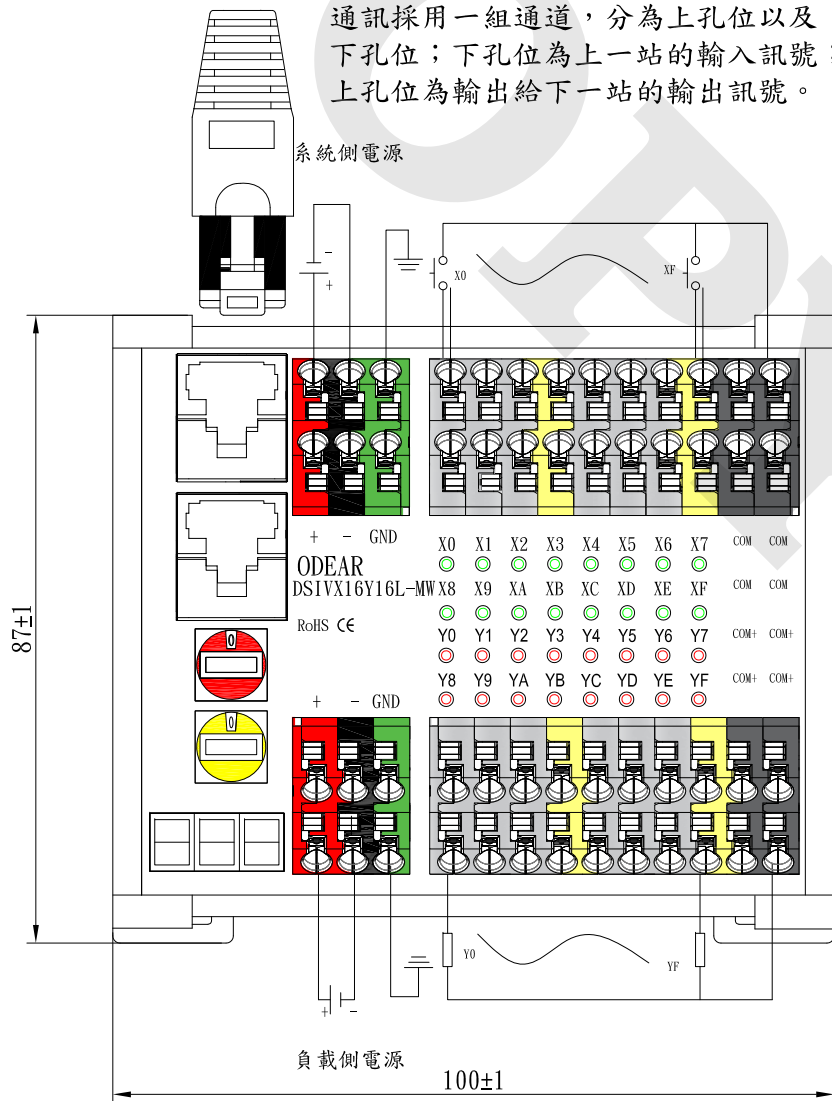 通訊採用一組通道，分為上孔位以及
下孔位；下孔位為上一站的輸入訊號
上孔位為輸出給下一站的輸出訊號。
系統側電源
-
+
X0
XF
+ - GND
X0 X1 X2 X3 X4 X5 X6 X7 COM COM
ODEAR
DSIVX16Y16L-MW
X8 X9 XA XB XC XD XE XF COM COM
RoHS CE
Y0 Y1 Y2 Y3 Y4 Y5 Y6 Y7 COM+ COM+
0
Y8 Y9 YA YB YC YD YE YF COM+ COM+
+ - GND
0
87±1
Y0
YF
+ -
負載側電源
100±1